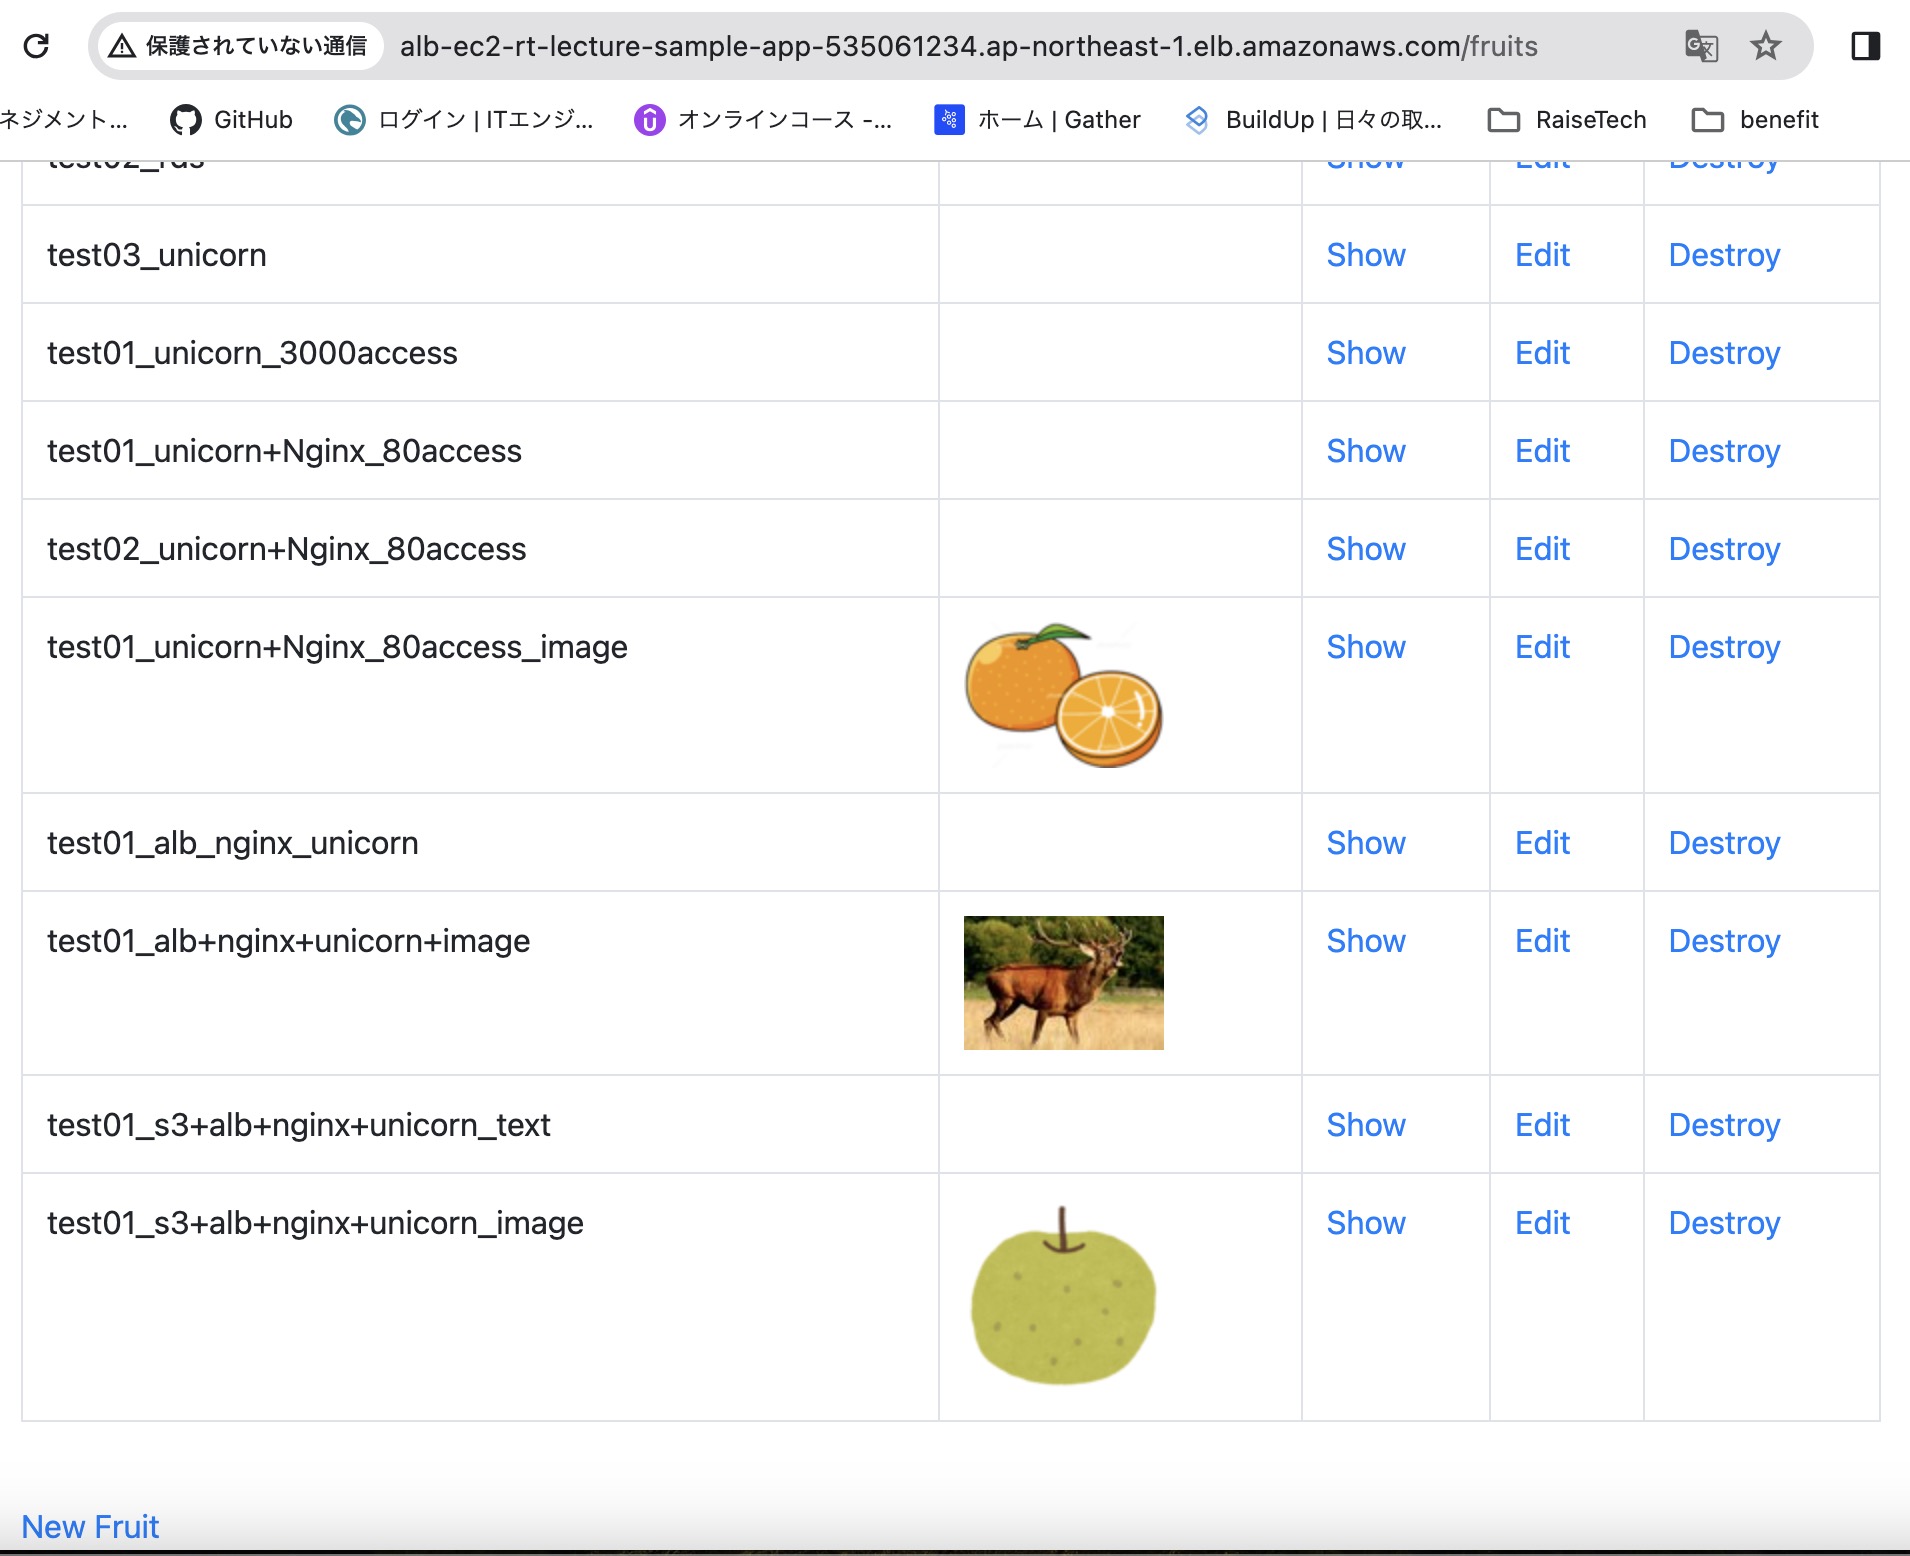 保護されていない通信 alb-ec2-rt-lecture-sample-app-535061234.ap-northeast-1.elb.amazonaws.com/fruits
ネジメント... GitHub ログイン | ITエンジ... オンラインコース -... ホーム | Gather BuildUp | 日々の取... RaiseTech benefit
test02_rds Show Edit Destroy
test03_unicorn Show Edit Destroy
test01_unicorn_3000access Show Edit Destroy
test01_unicorn+Nginx_80access Show Edit Destroy
test02_unicorn+Nginx_80access Show Edit Destroy
test01_unicorn+Nginx_80access_image Show Edit Destroy
test01_alb_nginx_unicorn Show Edit Destroy
test01_alb+nginx+unicorn+image Show Edit Destroy
test01_s3+alb+nginx+unicorn_text Show Edit Destroy
test01_s3+alb+nginx+unicorn_image Show Edit Destroy
New Fruit